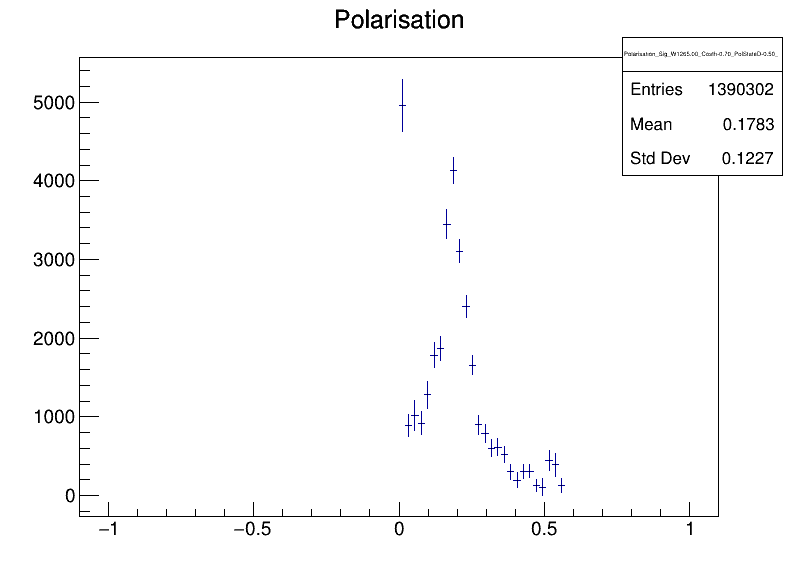 Polarisation
Polarisation_Sig_W1265.00_Costh-0.70_PolStateD-0.50_
Entries 1390302
Mean 0.1783
Std Dev 0.1227
5000
4000
3000
2000
1000
0
−1 −0.5 0 0.5 1